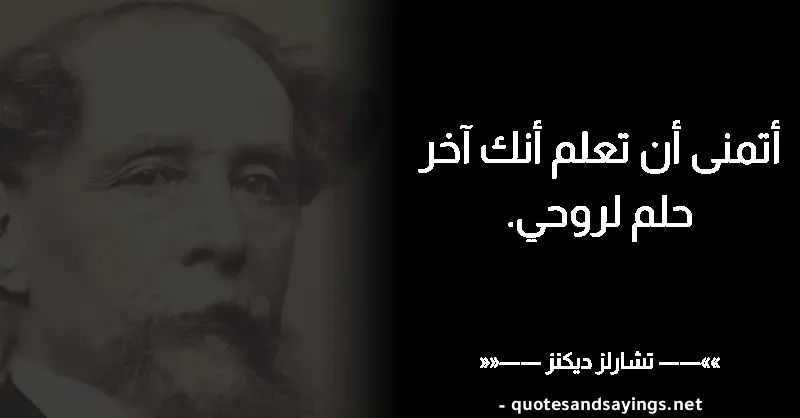 أتمنى أن تعلم أنك آخر
حلم لروحي.
»»—— تشارلز ديكنز ——««
- quotesandsayings.net